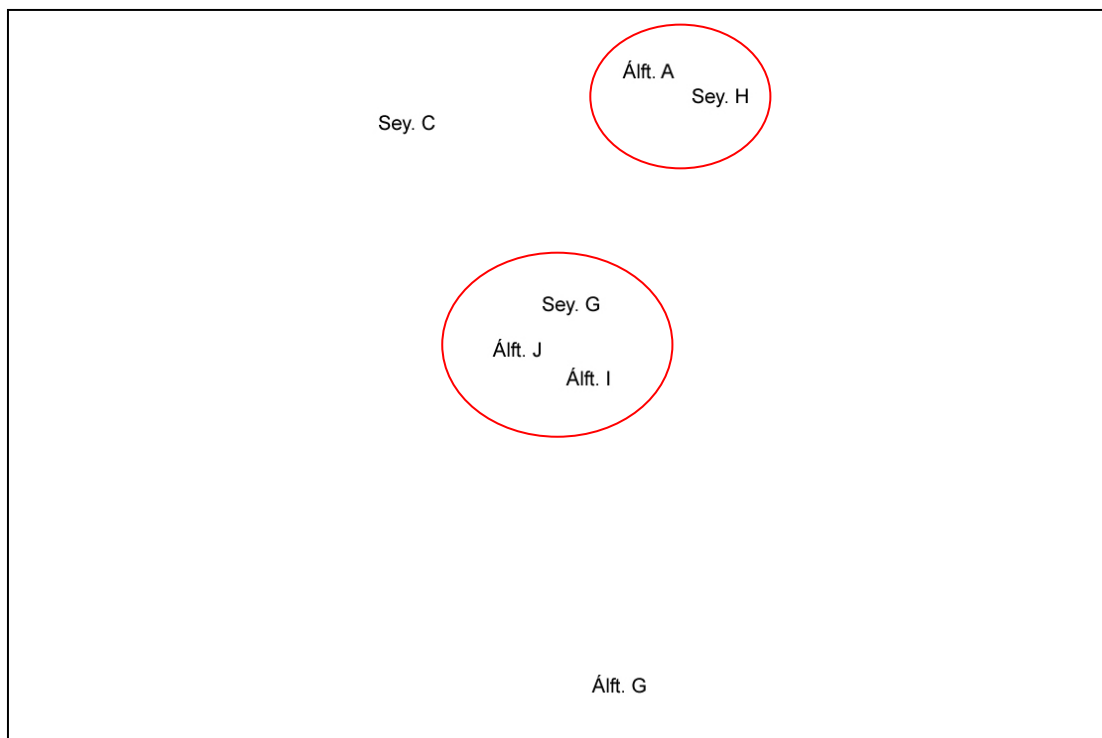 Álft. A
Sey. H
Sey. C
Sey. G
Álft. J
Álft. I
Álft. G